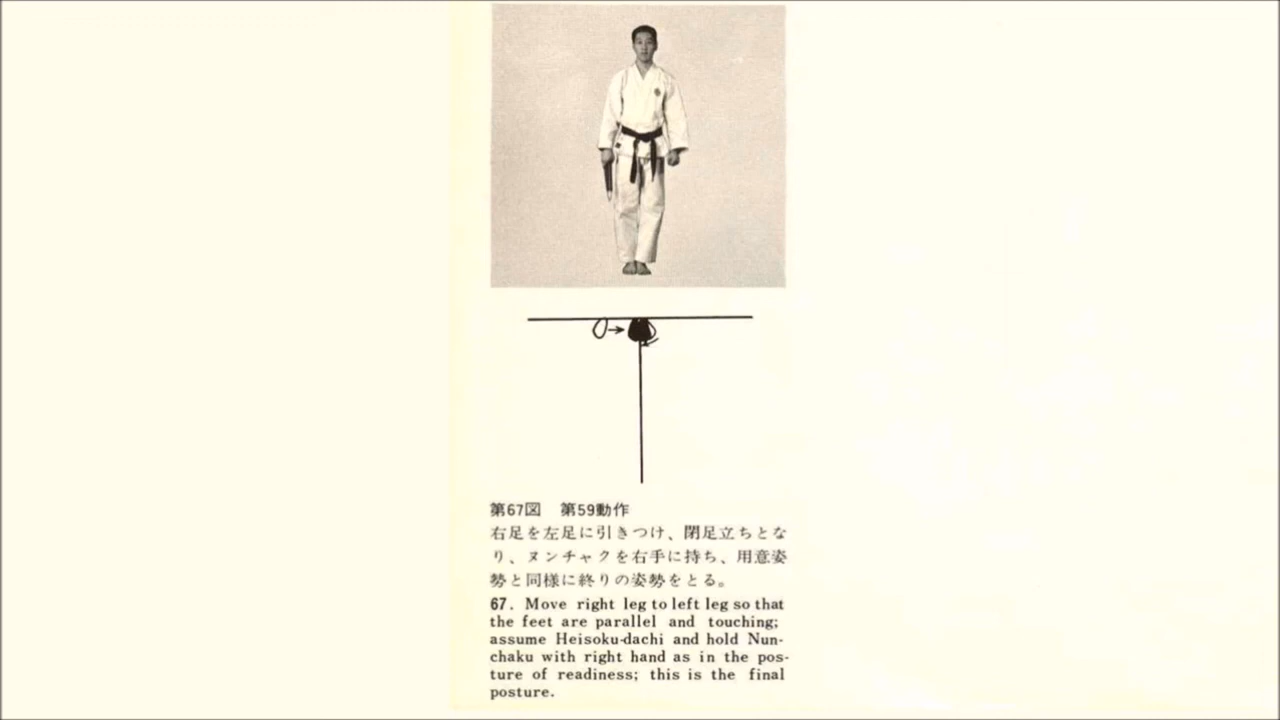 第67図　第59動作
右足を左足に引きつけ、閉足立ちとな
り、ヌンチャクを右手に持ち、用意姿
勢と同様に終りの姿勢をとる。
67. Move right leg to left leg so that
the feet are parallel and touching;
assume Heisoku-dachi and hold Nun-
chaku with right hand as in the pos-
ture of readiness; this is the final
posture.